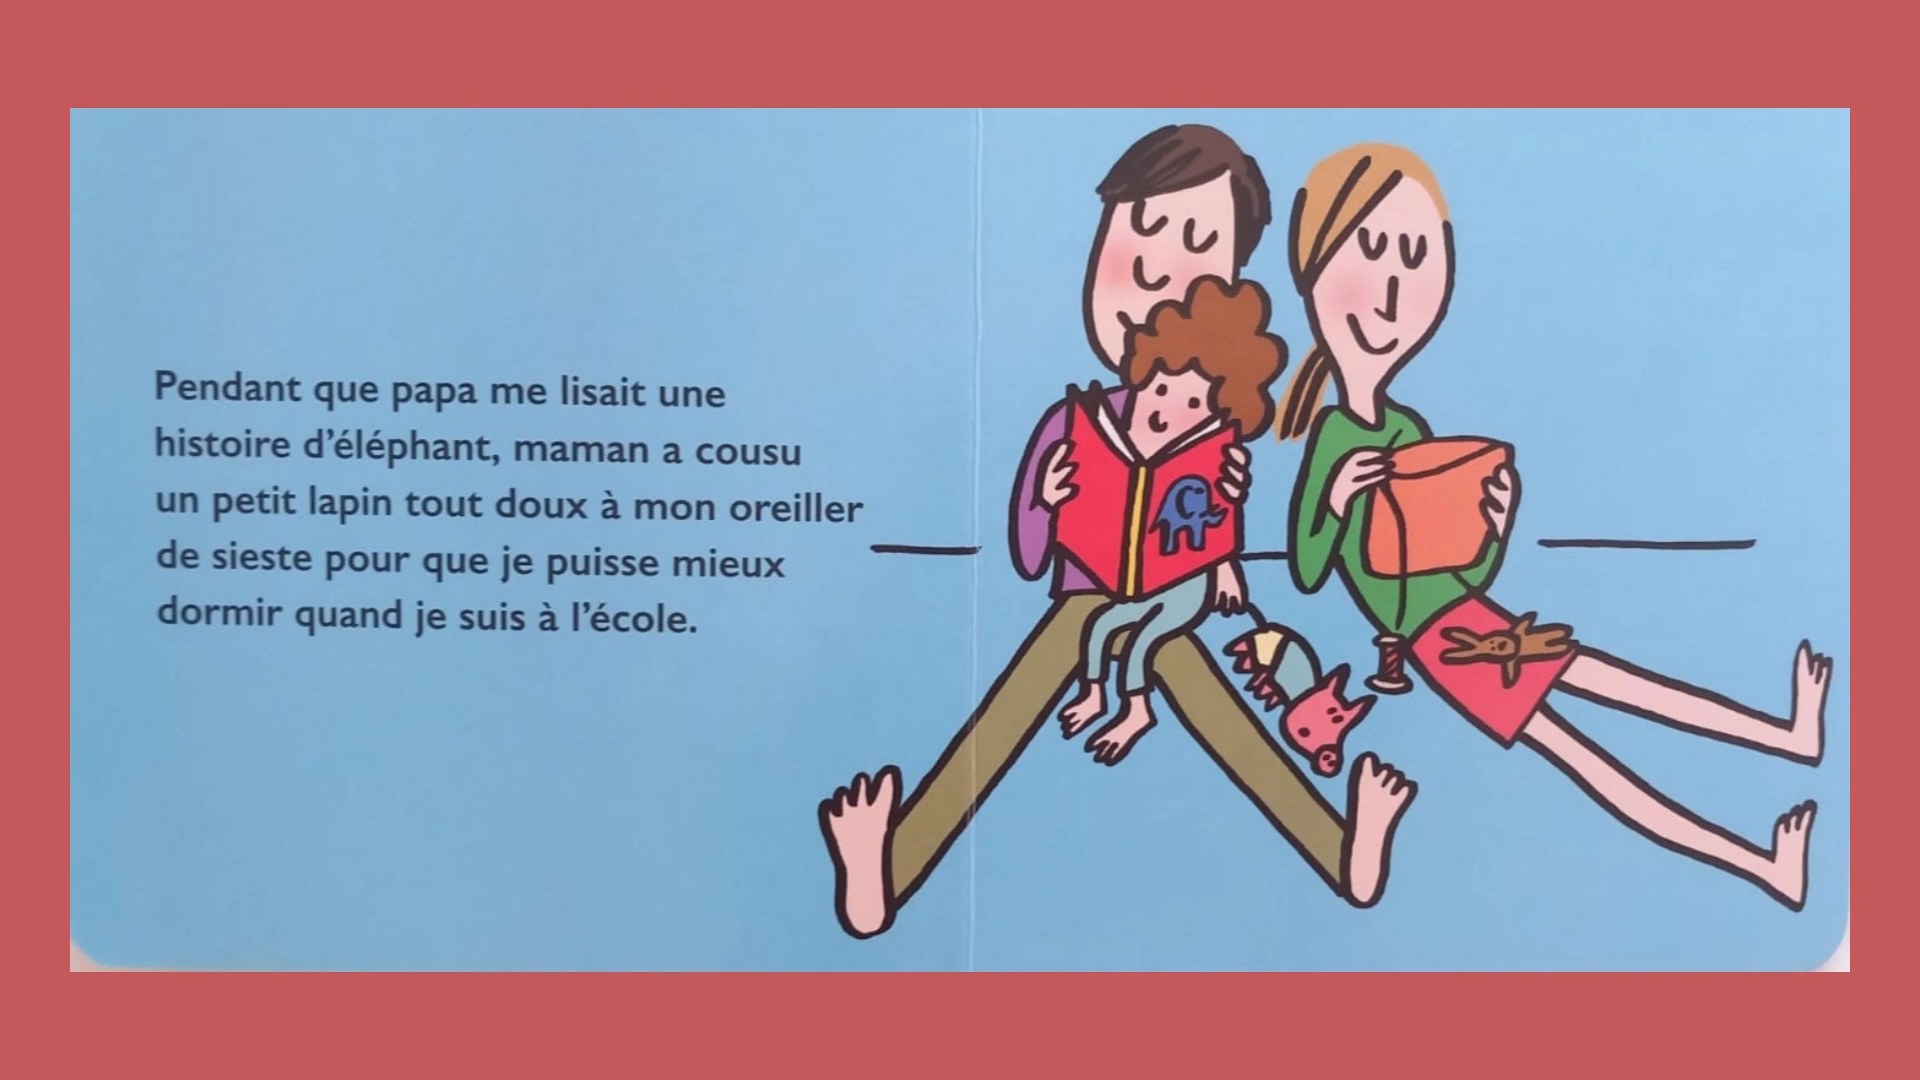 Pendant que papa me lisait une
histoire d'éléphant, maman a cousu
un petit lapin tout doux à mon oreiller
de sieste pour que je puisse mieux
dormir quand je suis à l'école.